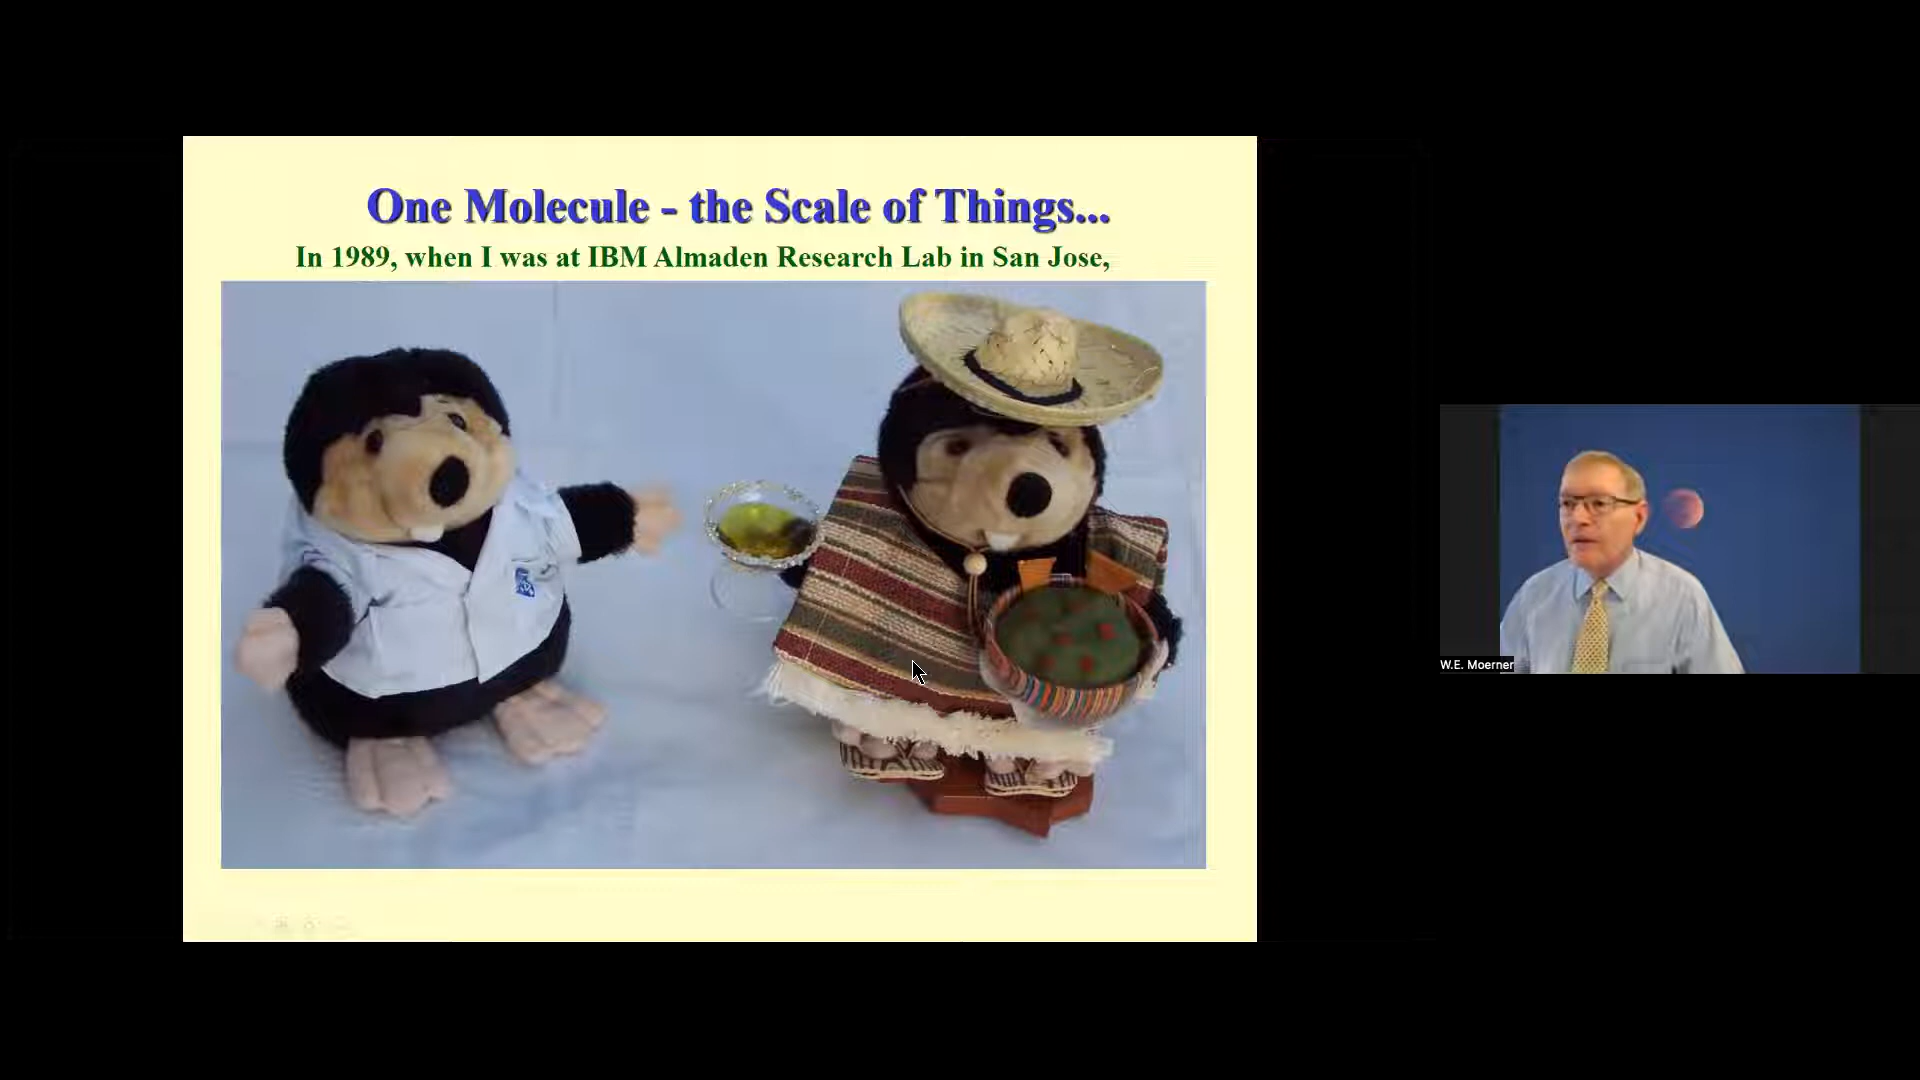 One Molecule - the Scale of Things...
In 1989, when I was at IBM Almaden Research Lab in San Jose,
W.E. Moerner